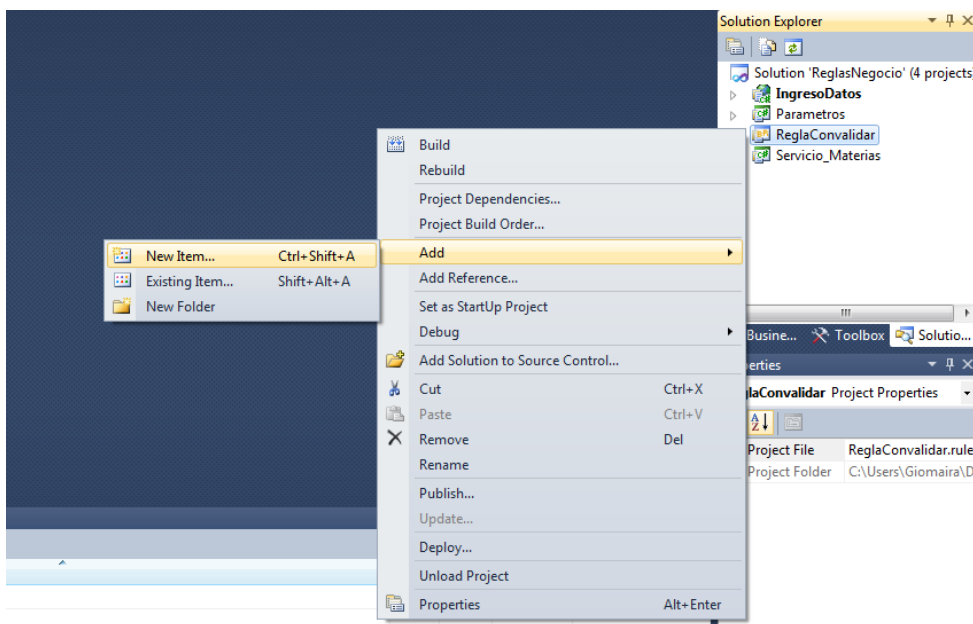 Solution Explorer
Solution 'ReglasNegocio' (4 projects)
IngresoDatos
Parametros
ReglaConvalidar
Servicio_Materias
Build
Rebuild
Project Dependencies...
Project Build Order...
Add
New Item... Ctrl+Shift+A
Existing Item... Shift+Alt+A
New Folder
Add Reference...
Set as StartUp Project
Debug
Add Solution to Source Control...
Cut Ctrl+X
Paste Ctrl+V
Remove Del
Rename
Publish...
Update...
Deploy...
Unload Project
Properties Alt+Enter
Busine... Toolbox Solutio...
erties
glaConvalidar Project Properties
Project File ReglaConvalidar.rule
Project Folder C:\Users\Giomaira\D